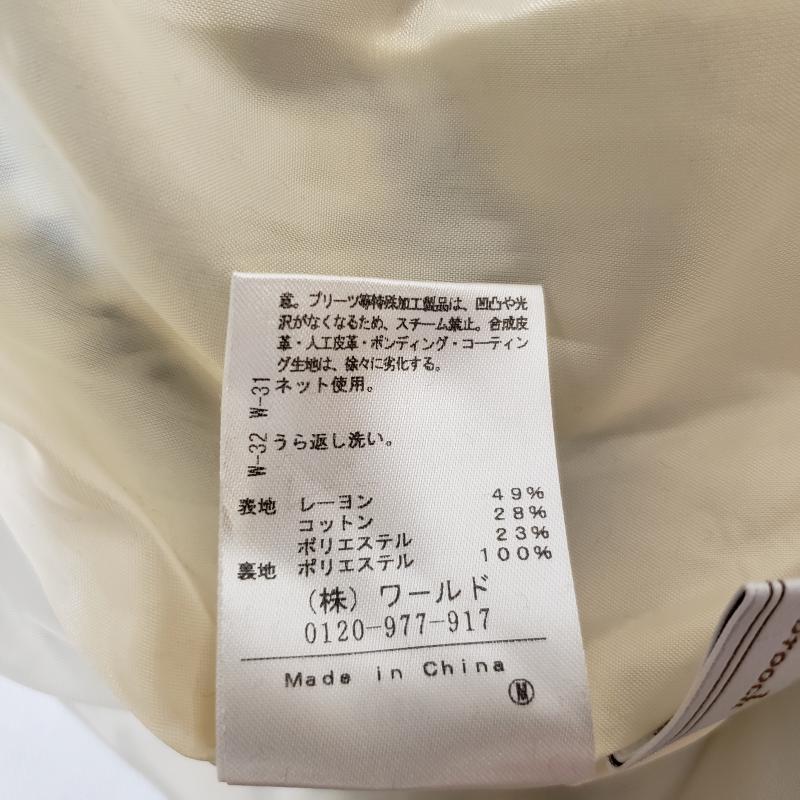 意。プリーツ等特殊加工製品は、凹凸や光
沢がなくなるため、スチーム禁止。合成皮
革・人工皮革・ボンディング・コーティン
グ生地は、徐々に劣化する。
W-31 ネット使用。
W-32 うら返し洗い。
表地 レーヨン 49%
コットン 28%
ポリエステル 23%
裏地 ポリエステル 100%
(株)ワールド
0120-977-917
Made in China
M